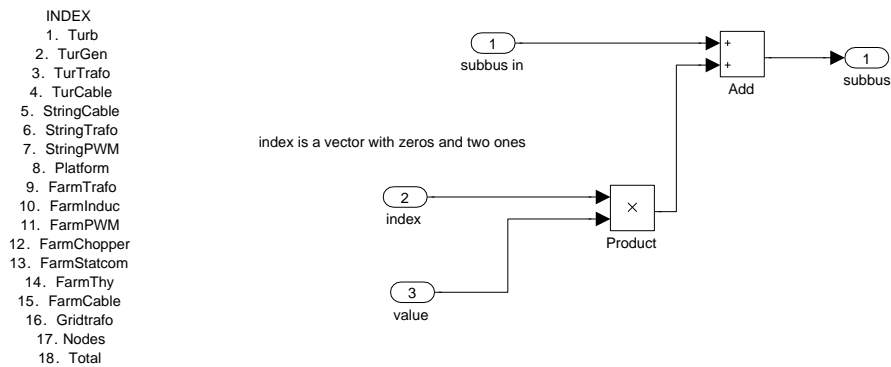 INDEX
1. Turb
2. TurGen
3. TurTrafo
4. TurCable
5. StringCable
6. StringTrafo
7. StringPWM
8. Platform
9. FarmTrafo
10. FarmInduc
11. FarmPWM
12. FarmChopper
13. FarmStatcom
14. FarmThy
15. FarmCable
16. Gridtrafo
17. Nodes
18. Total
1
subbus in
+
+
Add
1
subbus
index is a vector with zeros and two ones
2
index
×
Product
3
value